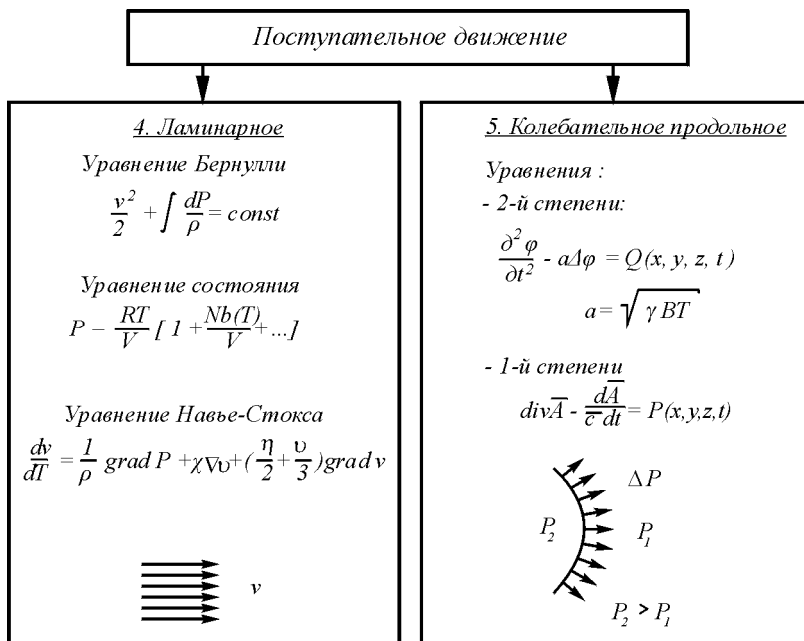 Поступательное движение
4. Ламинарное
Уравнение Бернулли
v²/2 + ∫ dP/ρ = const
Уравнение состояния
P − RT/V [ 1 + Nb(T)/V + ...]
Уравнение Навье-Стокса
dv/dT = 1/ρ grad P + χ∇υ + (η/2 + υ/3) grad v
v
5. Колебательное продольное
Уравнения :
- 2-й степени:
∂²φ/∂t² - aΔφ = Q(x, y, z, t )
a = √γ BT
- 1-й степени
div A̅ - dA̅/c̅ dt = P(x,y,z,t)
ΔP
P₂ P₁
P₂ > P₁